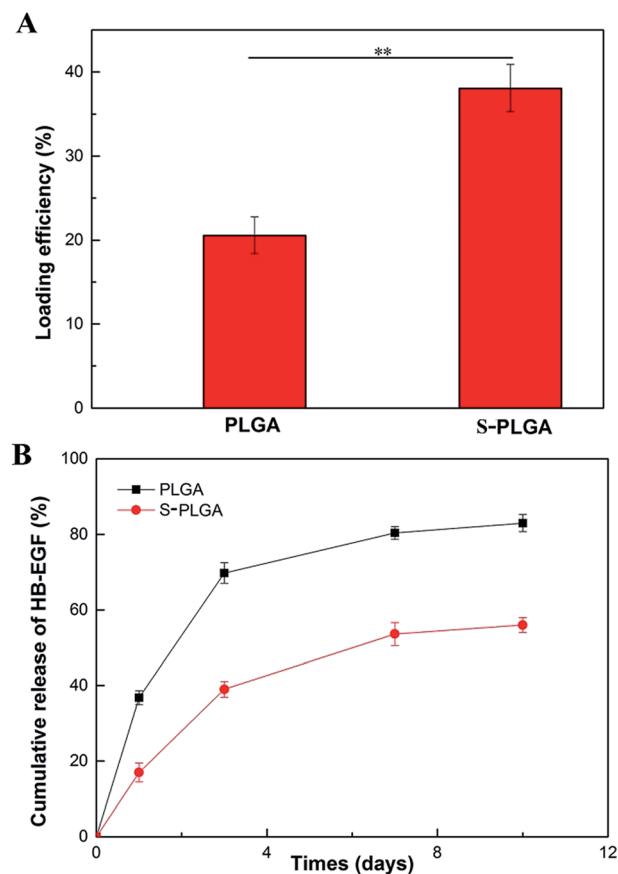 A
**
Loading efficiency (%)
40
30
20
10
0
PLGA
S-PLGA
B
Cumulative release of HB-EGF (%)
100
80
60
40
20
0
PLGA
S-PLGA
0
4
8
12
Times (days)